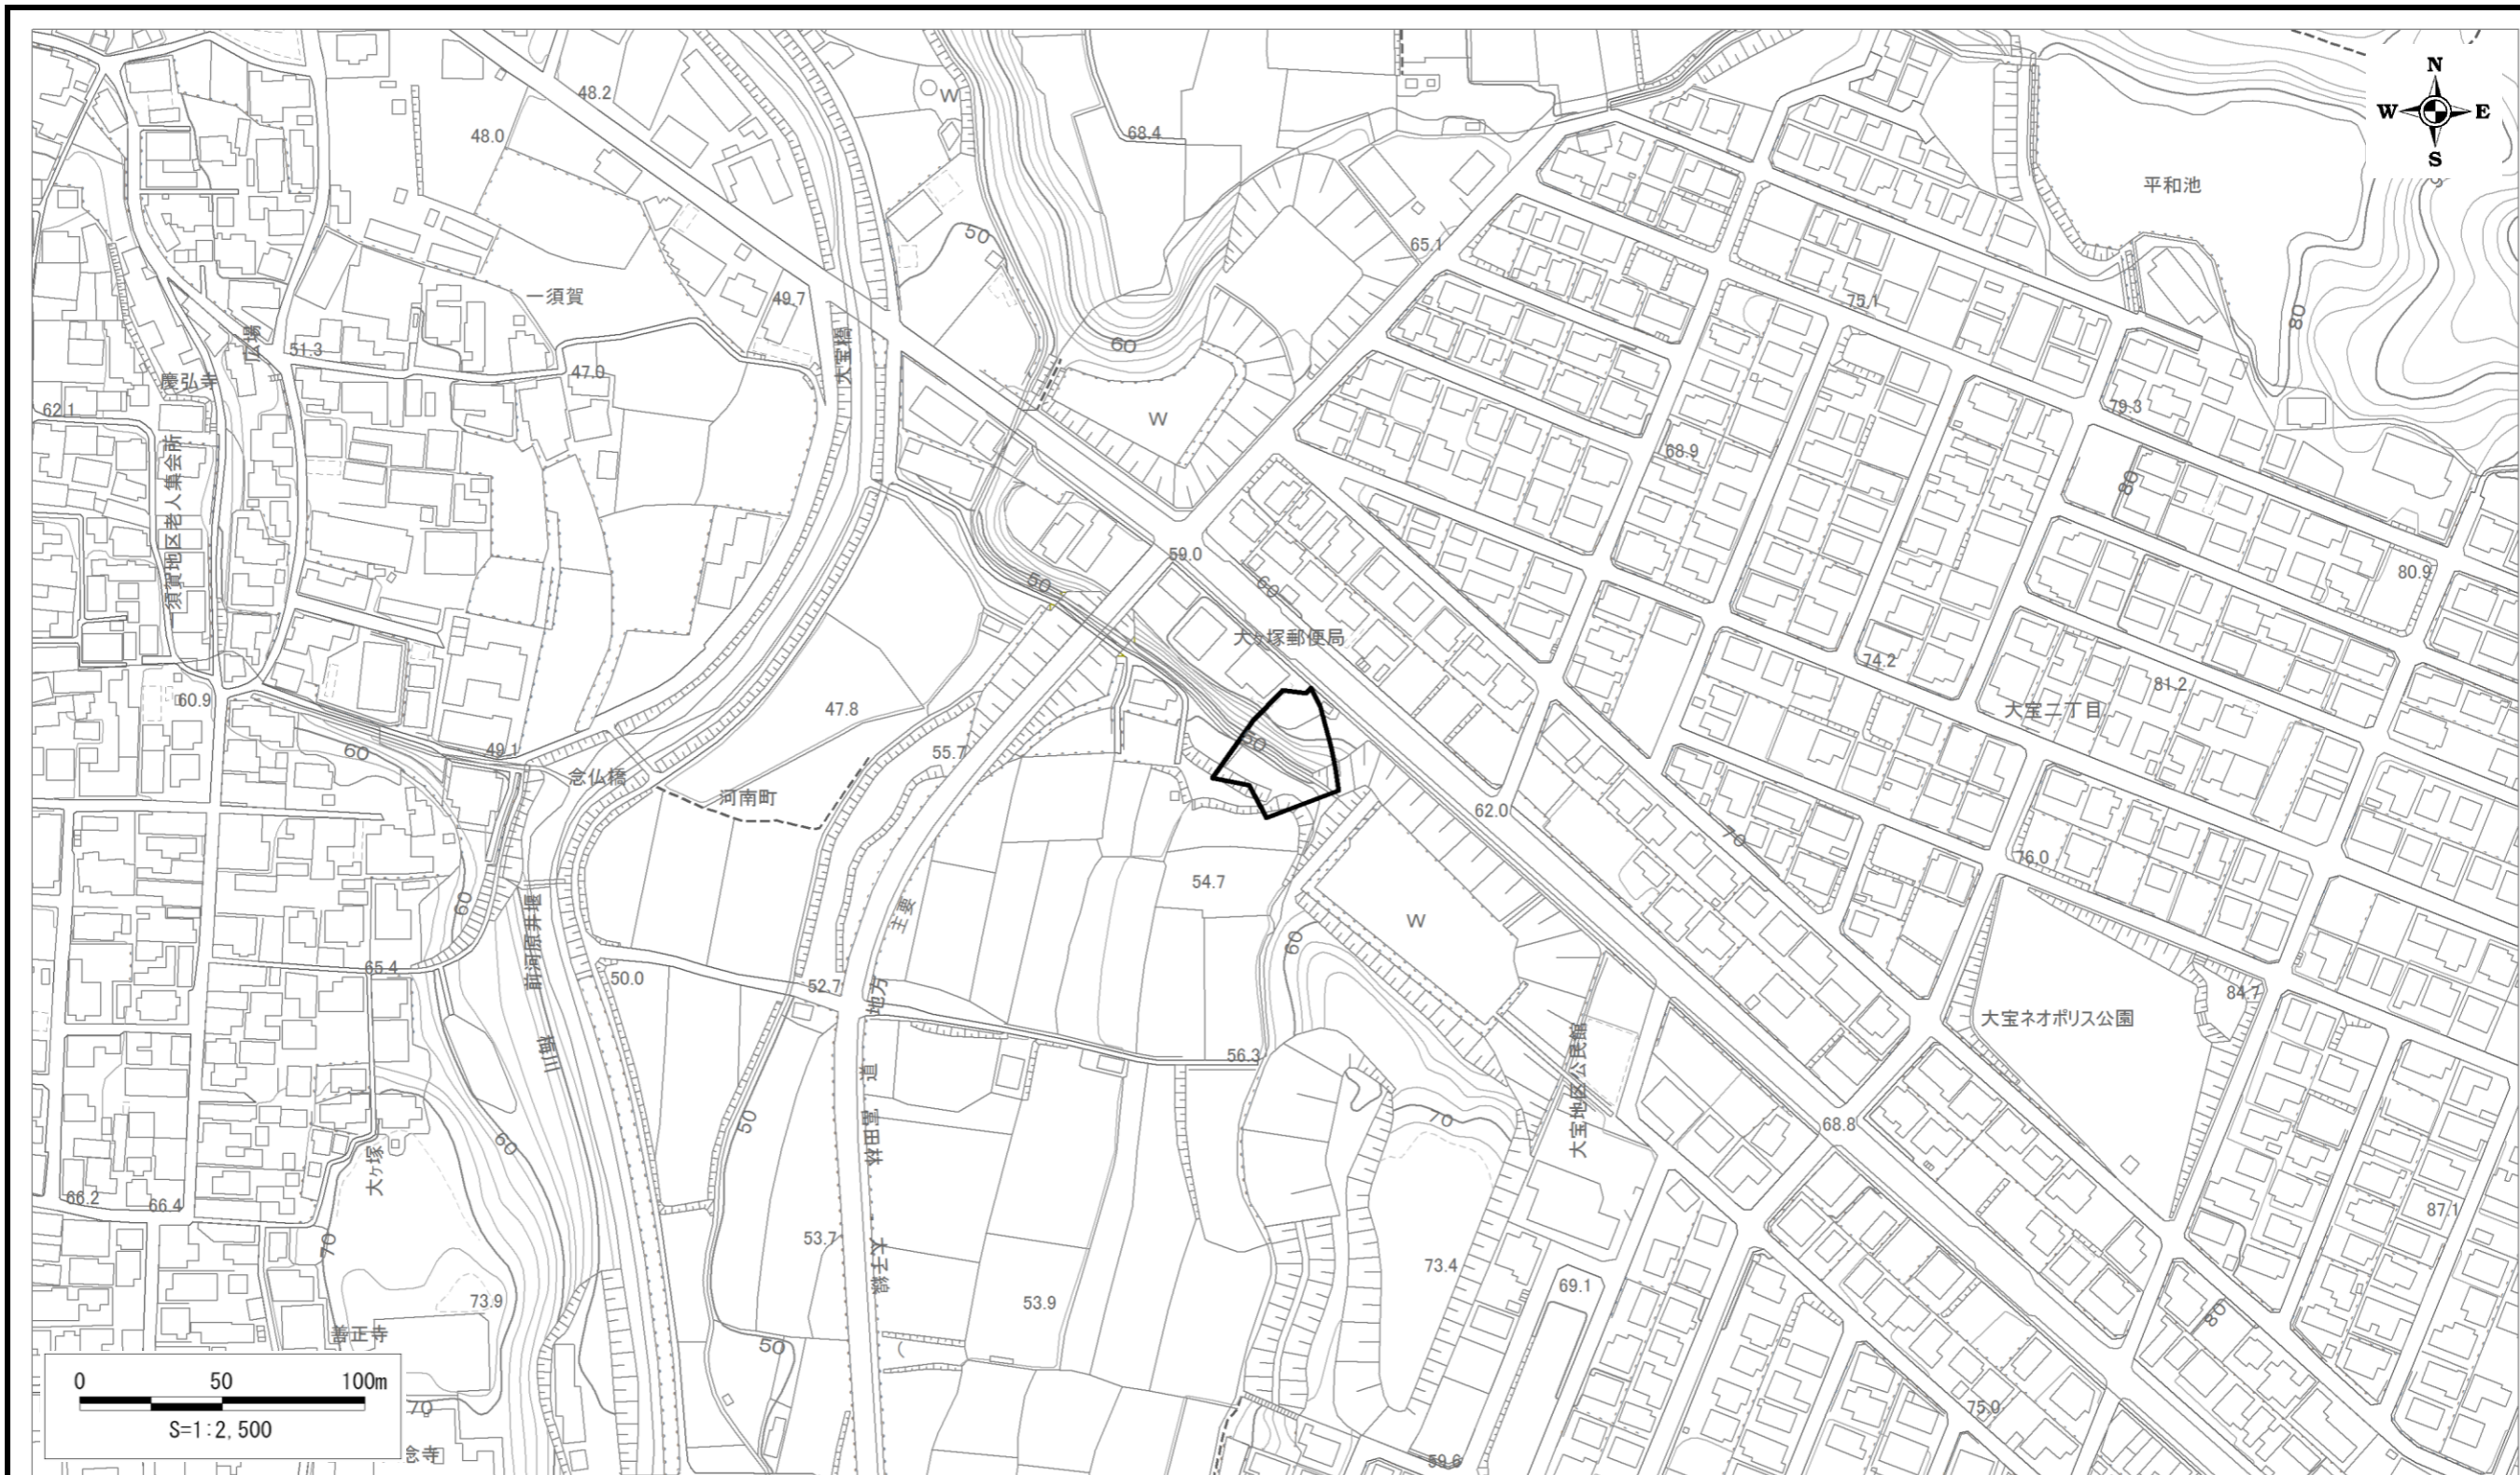 N
W
E
S
48.2
W
48.0
68.4
平和池
50
65.1
一須賀
49.7
75.1
80
広場
大宝橋
51.3
60
47.0
慶弘寺
62.1
79.3
W
68.9
一須賀地区老人集会所
80
59.0
50
60
80.9
大ヶ塚郵便局
74.2
81.2
60.9
47.8
大宝二丁目
60
49.1
55.7
50
念仏橋
河南町
62.0
70
76.0
54.7
60
主要
W
前河原井堰
60
65.4
50.0
52.7
地方
84.7
大宝ネオポリス公園
梅川
大宝地区公民館
56.3
道
50
70
68.8
60
大ヶ塚
66.2
66.4
87.1
53.7
70
73.4
69.1
73.9
53.9
80
善正寺
50
0 50 100m
S=1:2,500
70
75.0
念寺
59.6